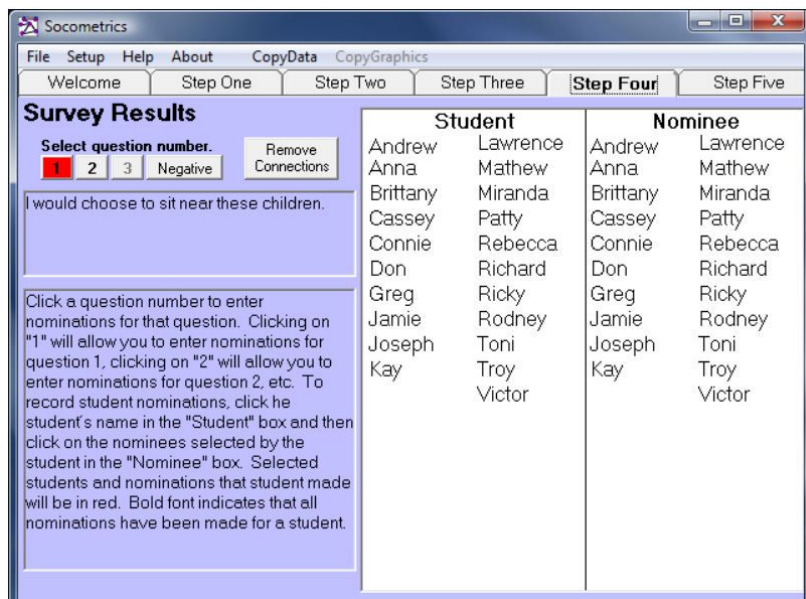 Socometrics
File Setup Help About CopyData CopyGraphics
Welcome Step One Step Two Step Three Step Four Step Five
Survey Results
Select question number.
1 2 3 Negative
Remove
Connections
I would choose to sit near these children.
Click a question number to enter
nominations for that question. Clicking on
"1" will allow you to enter nominations for
question 1, clicking on "2" will allow you to
enter nominations for question 2, etc. To
record student nominations, click he
student's name in the "Student" box and then
click on the nominees selected by the
student in the "Nominee" box. Selected
students and nominations that student made
will be in red. Bold font indicates that all
nominations have been made for a student.
Student
Andrew Lawrence
Anna Mathew
Brittany Miranda
Cassey Patty
Connie Rebecca
Don Richard
Greg Ricky
Jamie Rodney
Joseph Toni
Kay Troy
Victor
Nominee
Andrew Lawrence
Anna Mathew
Brittany Miranda
Cassey Patty
Connie Rebecca
Don Richard
Greg Ricky
Jamie Rodney
Joseph Toni
Kay Troy
Victor